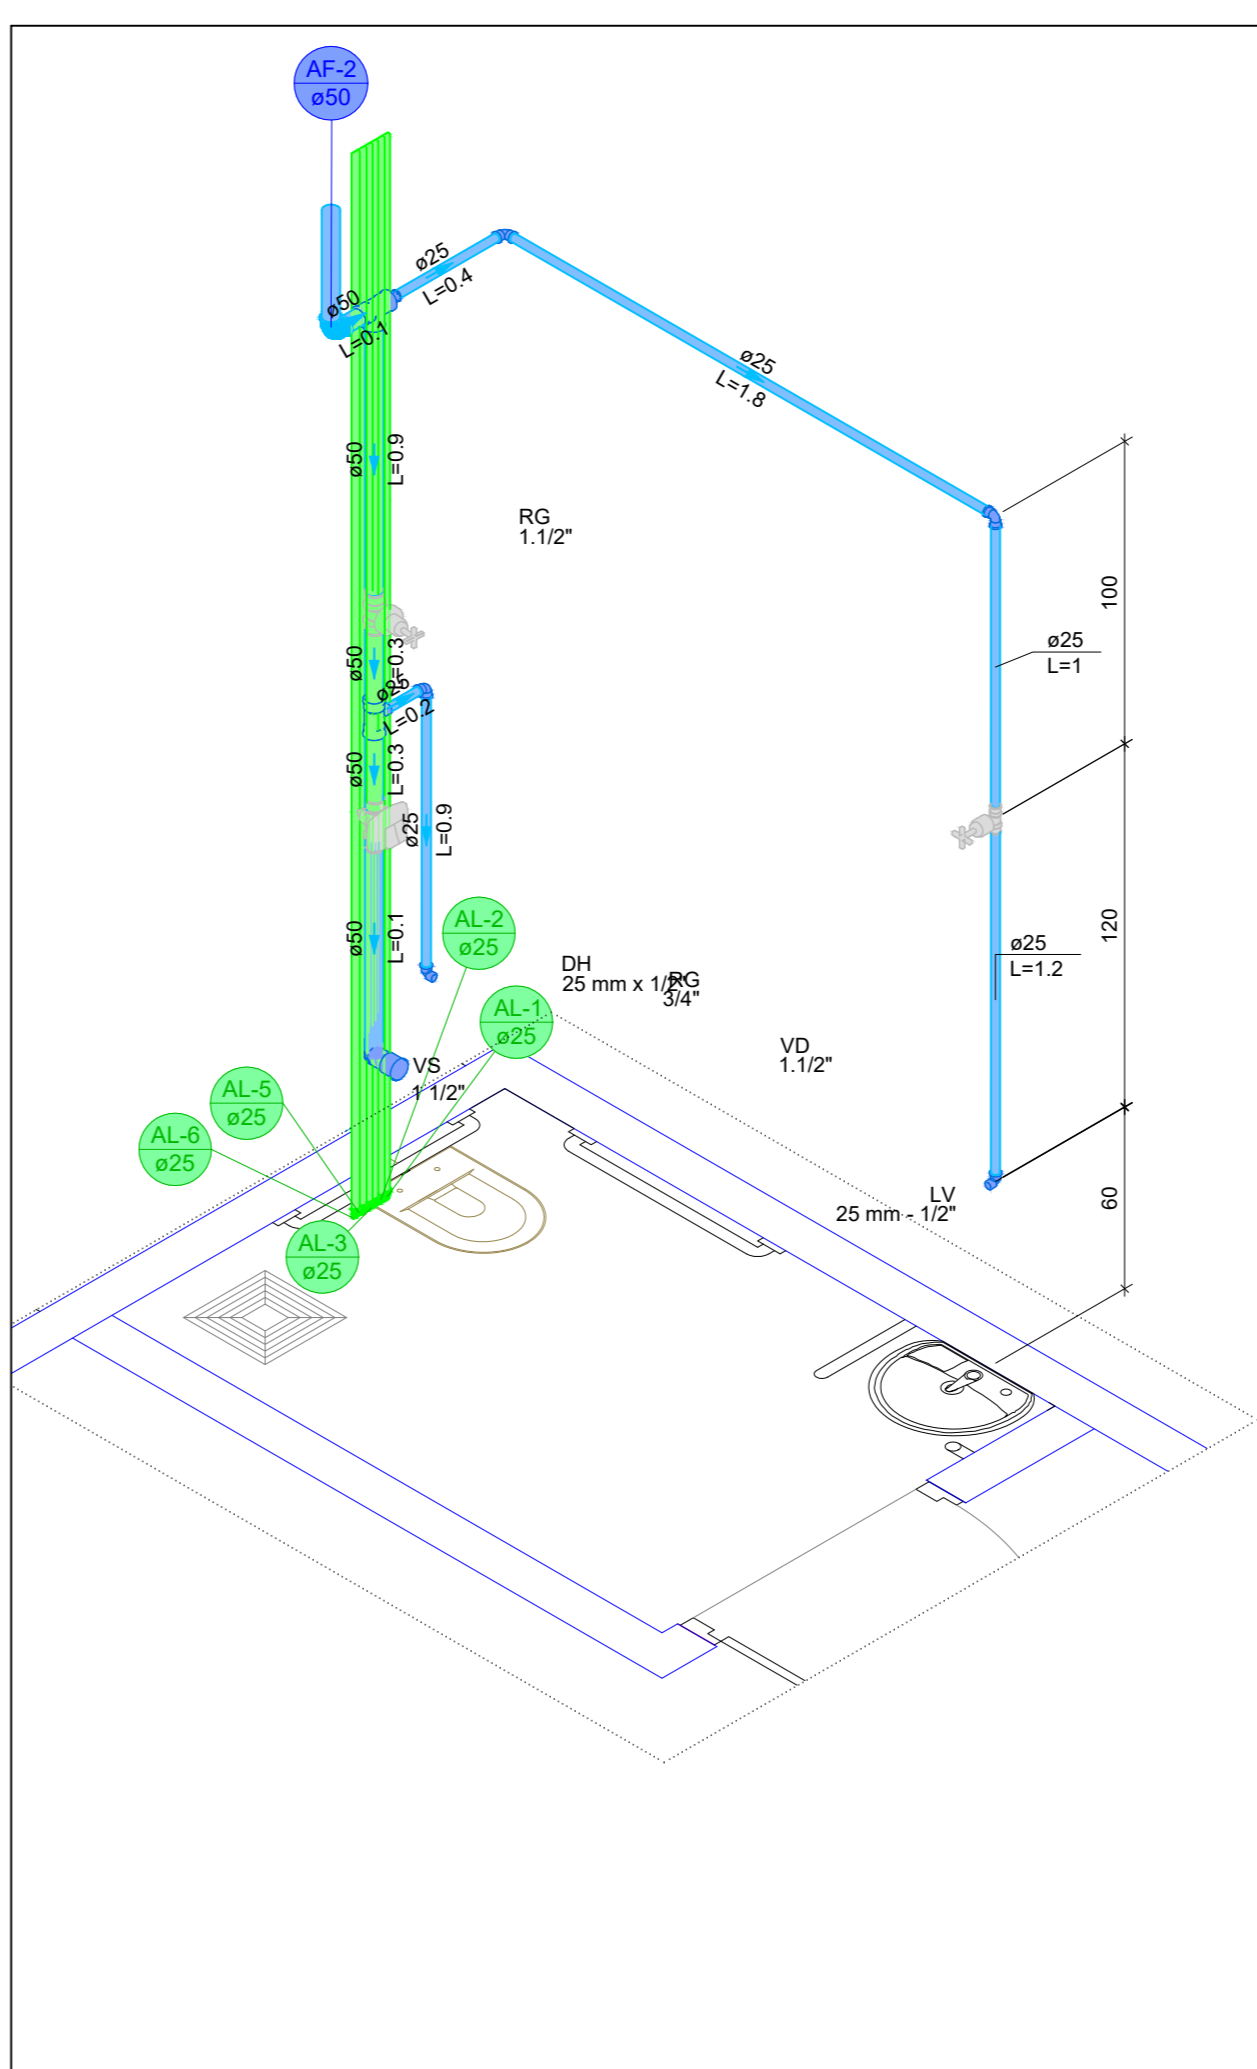 AF-2
ø50
ø25
L=0.4
ø50
L=0.1
ø25
L=1.8
ø50
L=0.9
RG
1.1/2"
100
ø25
L=1
ø50
L=0.3
ø25
L=0.2
ø50
L=0.3
ø25
L=0.9
ø50
L=0.1
AL-2
ø25
120
ø25
L=1.2
DH
25 mm x 1/2"
RG
3/4"
AL-1
ø25
VD
1.1/2"
VS
1 1/2"
AL-5
ø25
AL-6
ø25
LV
25 mm - 1/2"
60
AL-3
ø25